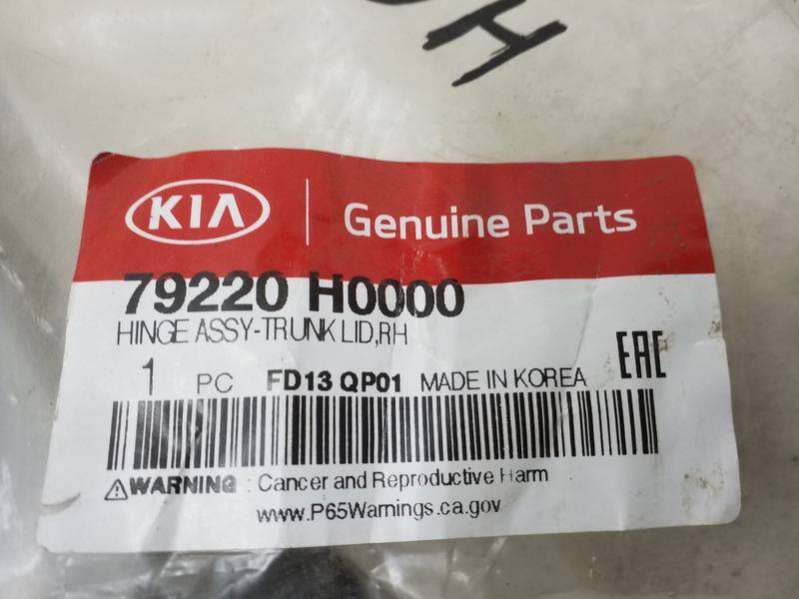 H
KIA
Genuine Parts
79220 H0000
HINGE ASSY-TRUNK LID,RH
1 PC FD13 QP01 MADE IN KOREA EAC
WARNING : Cancer and Reproductive Harm
www.P65Warnings.ca.gov